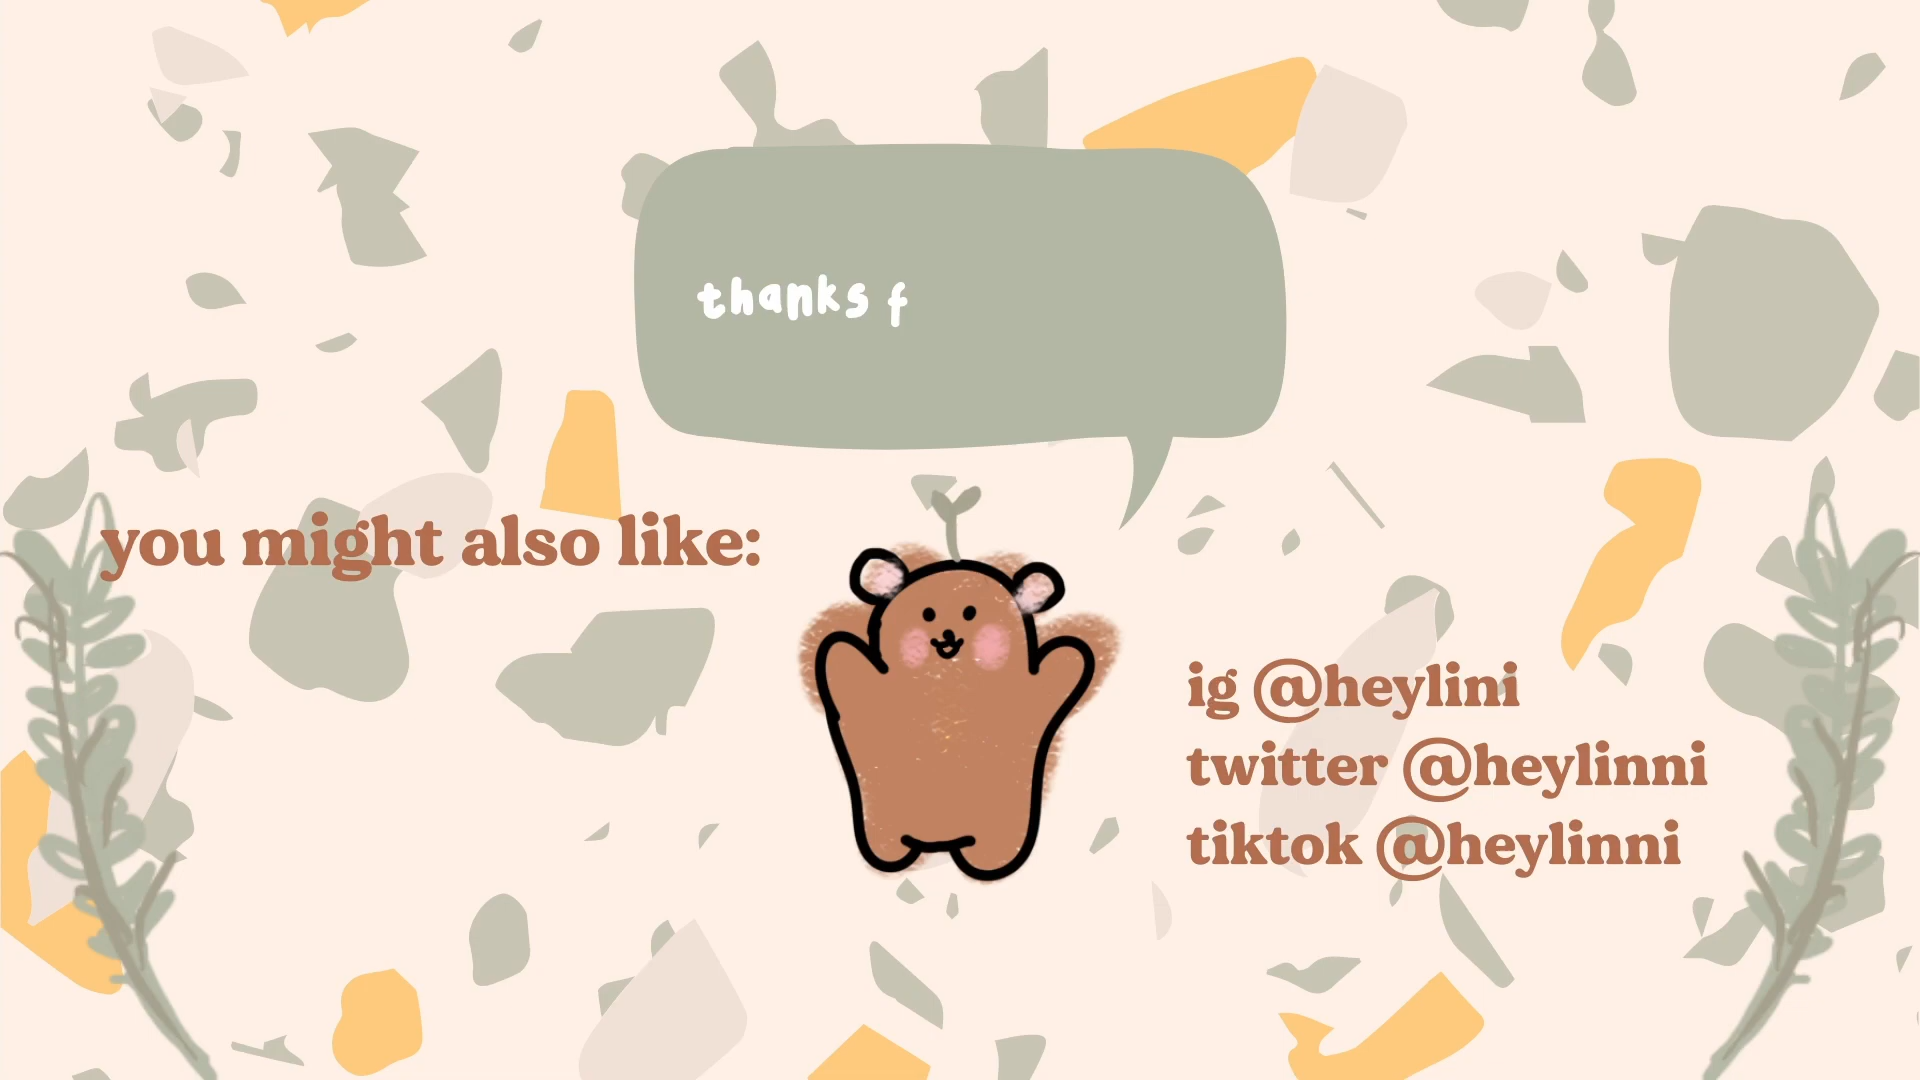 thanks f
you might also like:
ig @heylini
twitter @heylinni
tiktok @heylinni